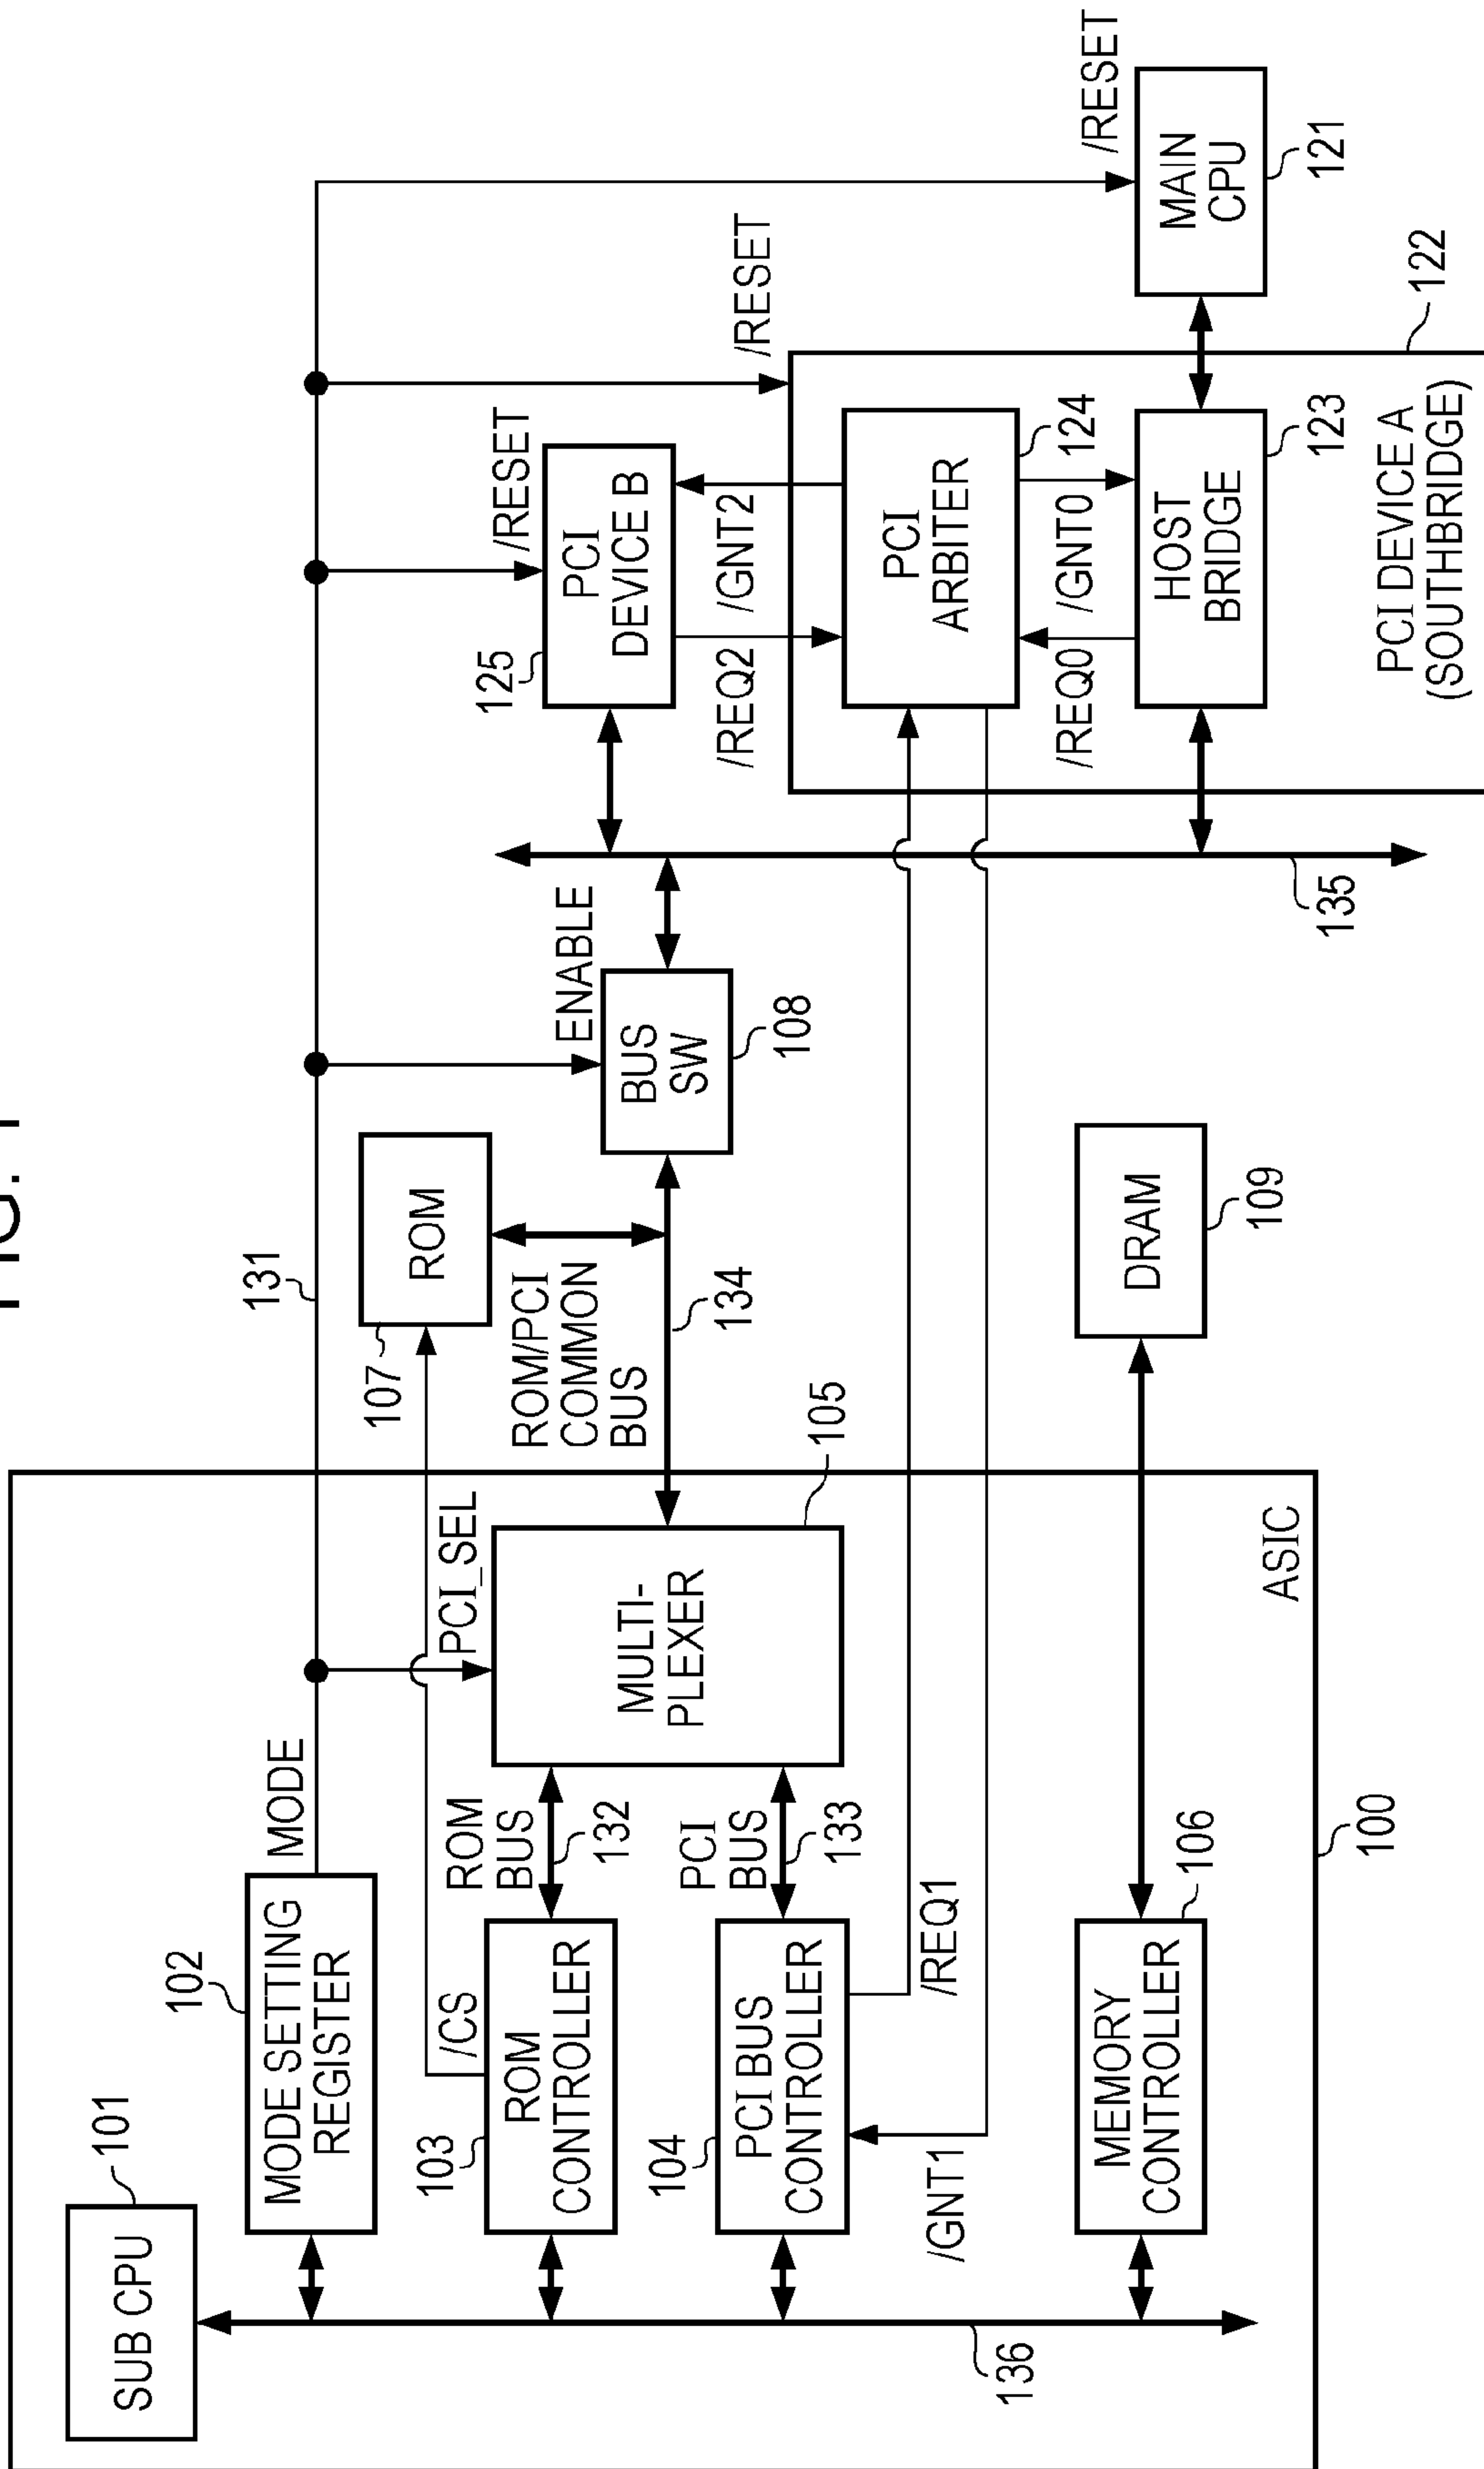 FIG. 1
SUB CPU
101
MODE SETTING
REGISTER
102
MODE
131
/CS
ROM
CONTROLLER
103
ROM
BUS
132
PCI BUS
CONTROLLER
104
PCI
BUS
133
/GNT1
/REQ1
MEMORY
CONTROLLER
106
136
100
ASIC
PCI_SEL
MULTI-
PLEXER
105
ROM/PCI
COMMON
BUS
134
ROM
107
BUS
SW
108
ENABLE
DRAM
109
135
PCI
DEVICE B
125
/RESET
/REQ2
/GNT2
/RESET
PCI
ARBITER
124
/REQ0
/GNT0
HOST
BRIDGE
123
PCI DEVICE A
(SOUTHBRIDGE)
122
/RESET
MAIN
CPU
121